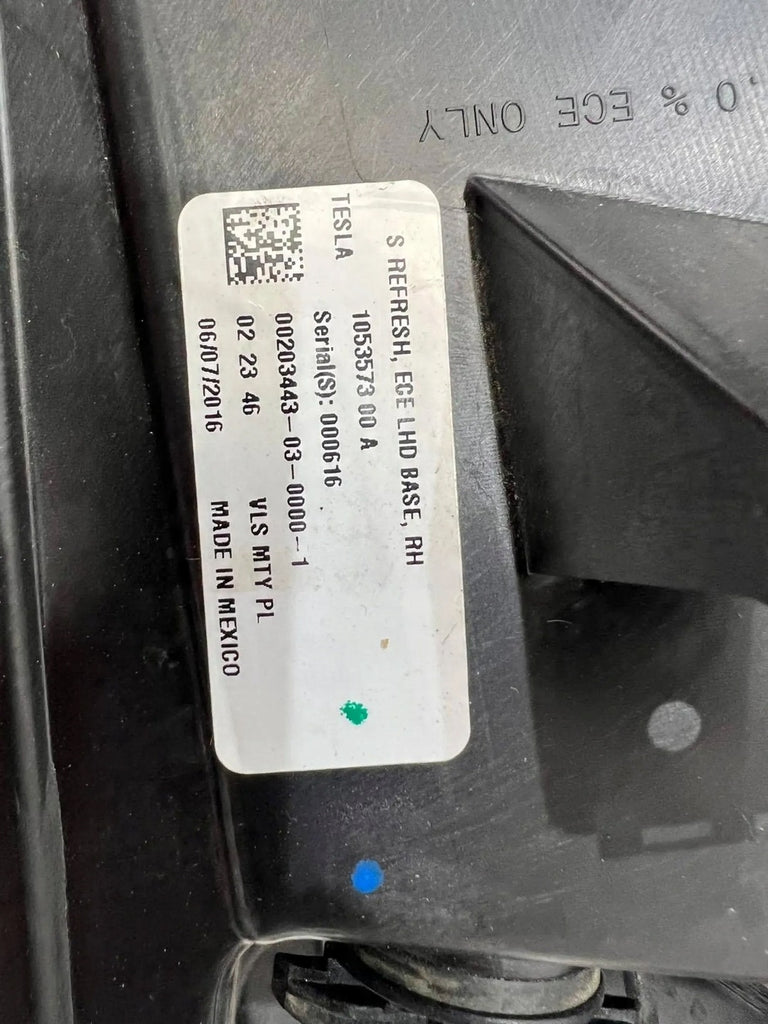 .0 % ECE ONLY
S REFRESH, ECE LHD BASE, RH
TESLA
1053573 00 A
Serial(S): 000616
00203443-03-0000-1
02 23 46 VLS MTY PL
06/07/2016 MADE IN MEXICO